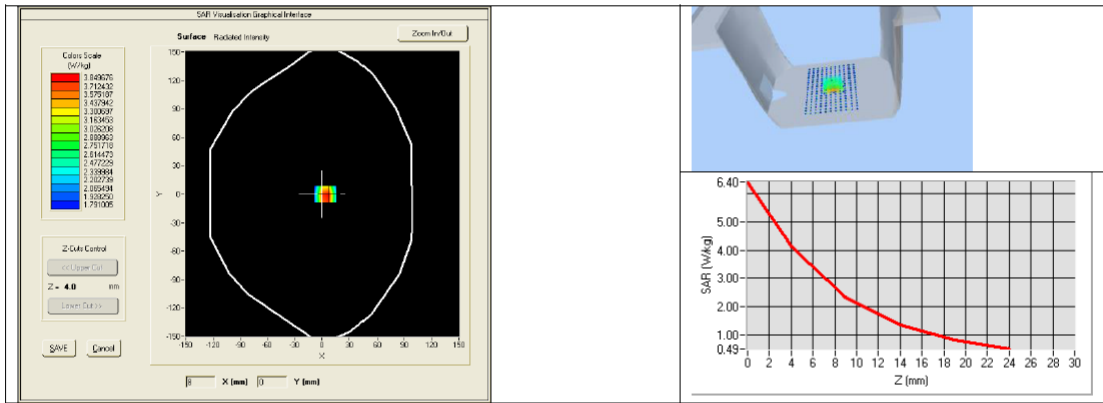 SAR Visualisation Graphical Interface
Surface Radiated Intensity
Zoom In/Out
Colors Scale
(W/kg)
3.849676
3.712432
3.575187
3.437942
3.300697
3.163453
3.026208
2.888963
2.751718
2.614473
2.477229
2.339984
2.202739
2.065494
1.928250
1.791005
Z-Cuts Control
<< Upper Cut
Z = 4.0 mm
Lower Cut >>
SAVE Cancel
150
120
90
60
30
0
-30
-60
-90
-120
-150
Y
-150 -120 -90 -60 -30 0 30 60 90 120 150
X
8 X (mm) 0 Y (mm)
SAR (W/kg)
6.40
5.00
4.00
3.00
2.00
1.00
0.49
0 2 4 6 8 10 12 14 16 18 20 22 24 26 28 30
Z (mm)